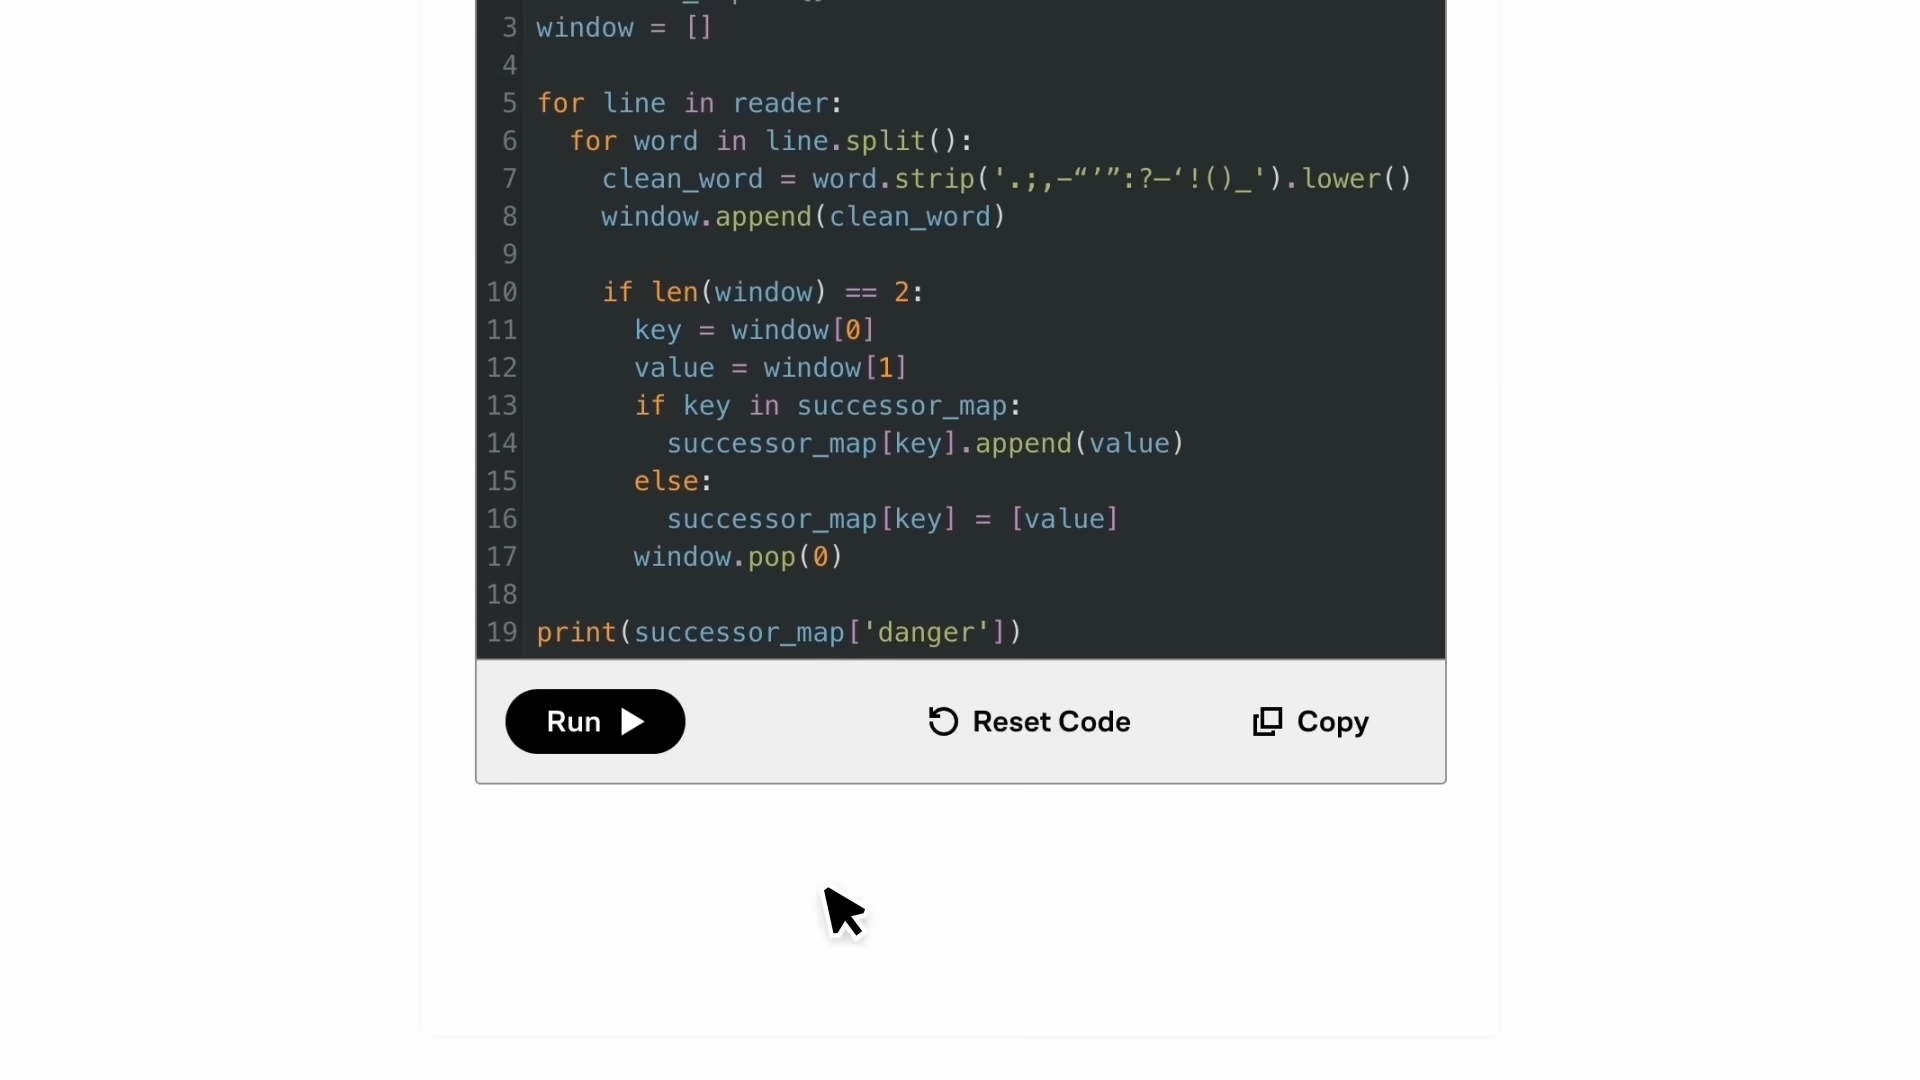 3 window = []
4
5 for line in reader:
6 for word in line.split():
7 clean_word = word.strip('.;,—“’”:?—‘!()_').lower()
8 window.append(clean_word)
9
10 if len(window) == 2:
11 key = window[0]
12 value = window[1]
13 if key in successor_map:
14 successor_map[key].append(value)
15 else:
16 successor_map[key] = [value]
17 window.pop(0)
18
19 print(successor_map['danger'])
Run
Reset Code
Copy